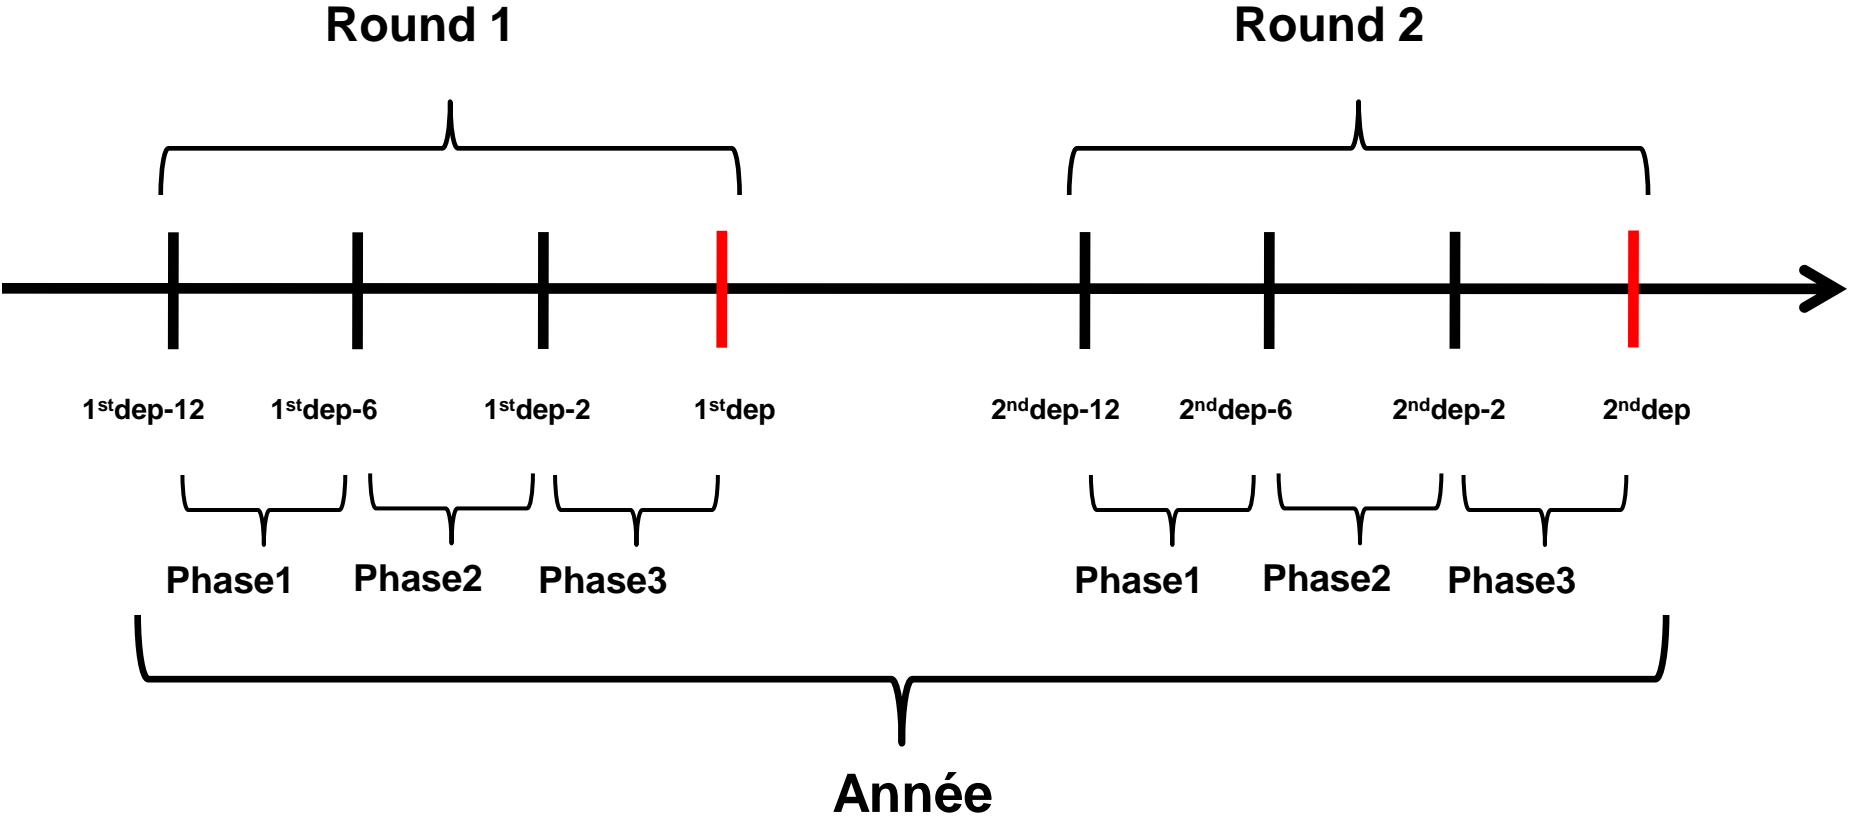 Round 1 Round 2
1stdep-12 1stdep-6 1stdep-2 1stdep 2nddep-12 2nddep-6 2nddep-2 2nddep
Phase1 Phase2 Phase3 Phase1 Phase2 Phase3
Année